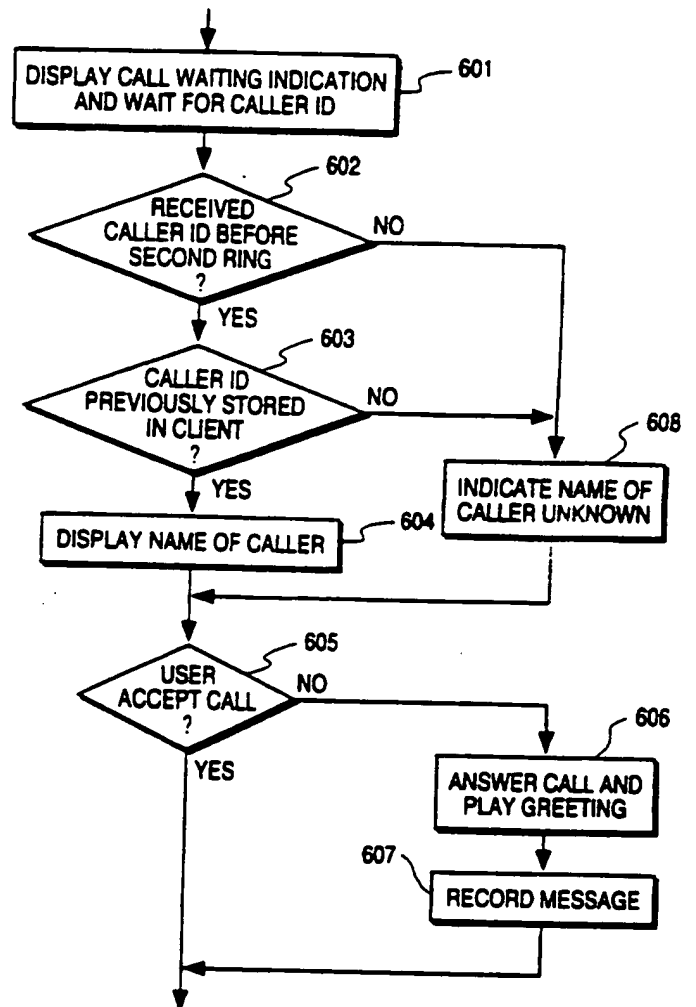 DISPLAY CALL WAITING INDICATION
AND WAIT FOR CALLER ID
601
602
RECEIVED
CALLER ID BEFORE
SECOND RING
?
NO
YES
603
CALLER ID
PREVIOUSLY STORED
IN CLIENT
?
NO
YES
608
INDICATE NAME OF
CALLER UNKNOWN
DISPLAY NAME OF CALLER
604
605
USER
ACCEPT CALL
?
NO
YES
606
ANSWER CALL AND
PLAY GREETING
607
RECORD MESSAGE